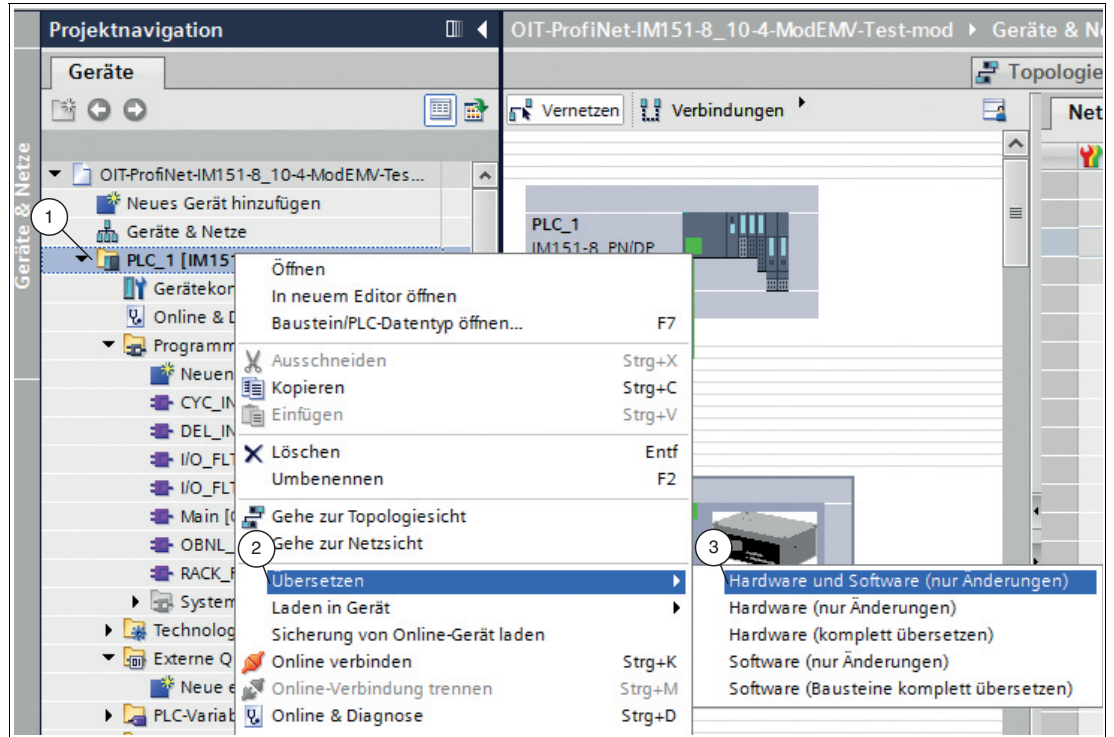 Projektnavigation
OIT-ProfiNet-IM151-8_10-4-ModEMV-Test-mod
Geräte & N
Geräte
Topologie
Vernetzen
Verbindungen
Net
Geräte & Netze
OIT-ProfiNet-IM151-8_10-4-ModEMV-Tes...
Neues Gerät hinzufügen
Geräte & Netze
1
PLC_1 [IM15
Gerätekon
Online & D
Programm
Neuen
CYC_IN
DEL_IN
I/O_FLT
I/O_FLT
Main [O
OBNL_
RACK_F
System
Technolog
Externe Q
Neue e
PLC-Variab
PLC_1
IM151-8 PN/DP
Öffnen
In neuem Editor öffnen
Baustein/PLC-Datentyp öffnen... F7
Ausschneiden Strg+X
Kopieren Strg+C
Einfügen Strg+V
Löschen Entf
Umbenennen F2
Gehe zur Topologiesicht
Gehe zur Netzsicht
2
Übersetzen
Laden in Gerät
Sicherung von Online-Gerät laden
Online verbinden Strg+K
Online-Verbindung trennen Strg+M
Online & Diagnose Strg+D
3
Hardware und Software (nur Änderungen)
Hardware (nur Änderungen)
Hardware (komplett übersetzen)
Software (nur Änderungen)
Software (Bausteine komplett übersetzen)